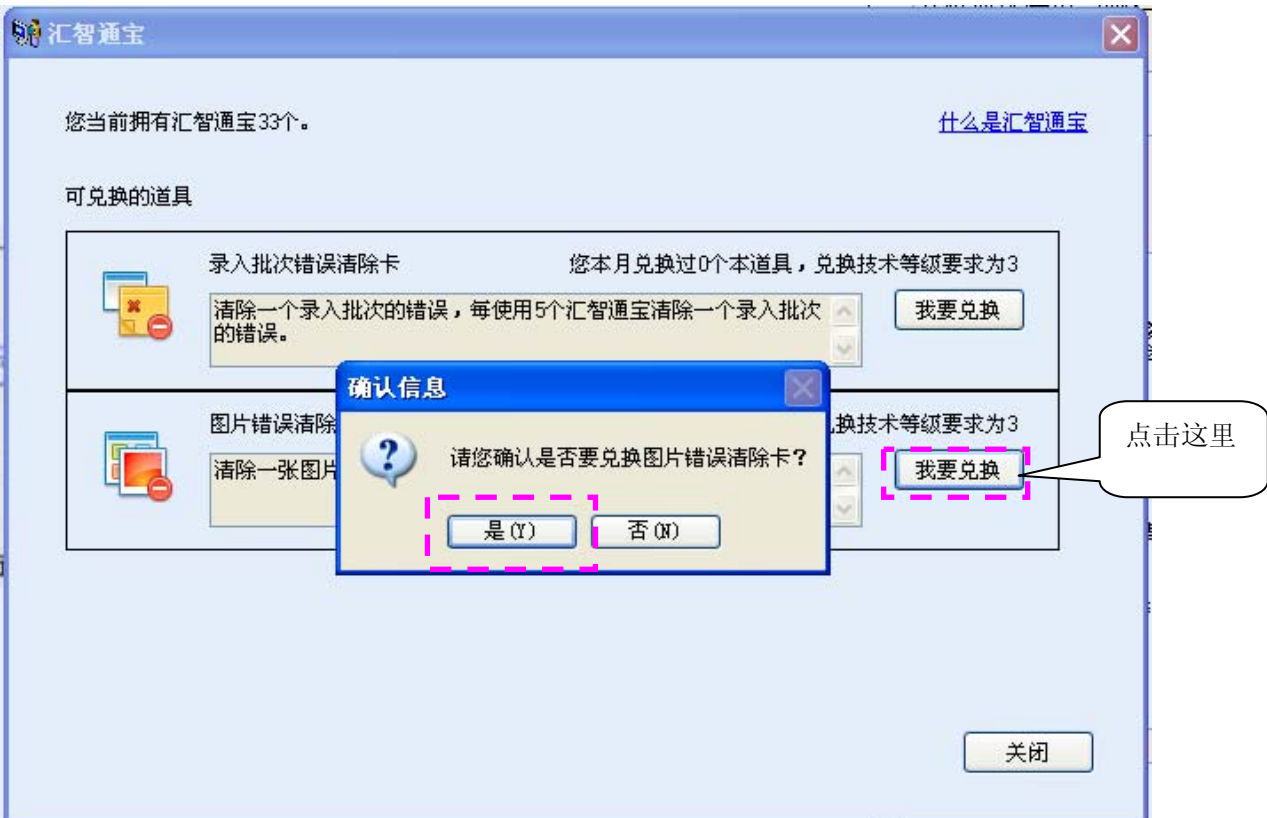 汇智通宝
您当前拥有汇智通宝33个。
什么是汇智通宝
可兑换的道具
录入批次错误清除卡
您本月兑换过0个本道具，兑换技术等级要求为3
清除一个录入批次的错误，每使用5个汇智通宝清除一个录入批次
的错误。
我要兑换
图片错误清除
换技术等级要求为3
清除一张图片
我要兑换
点击这里
确认信息
请您确认是否要兑换图片错误清除卡？
是(Y)
否(N)
关闭